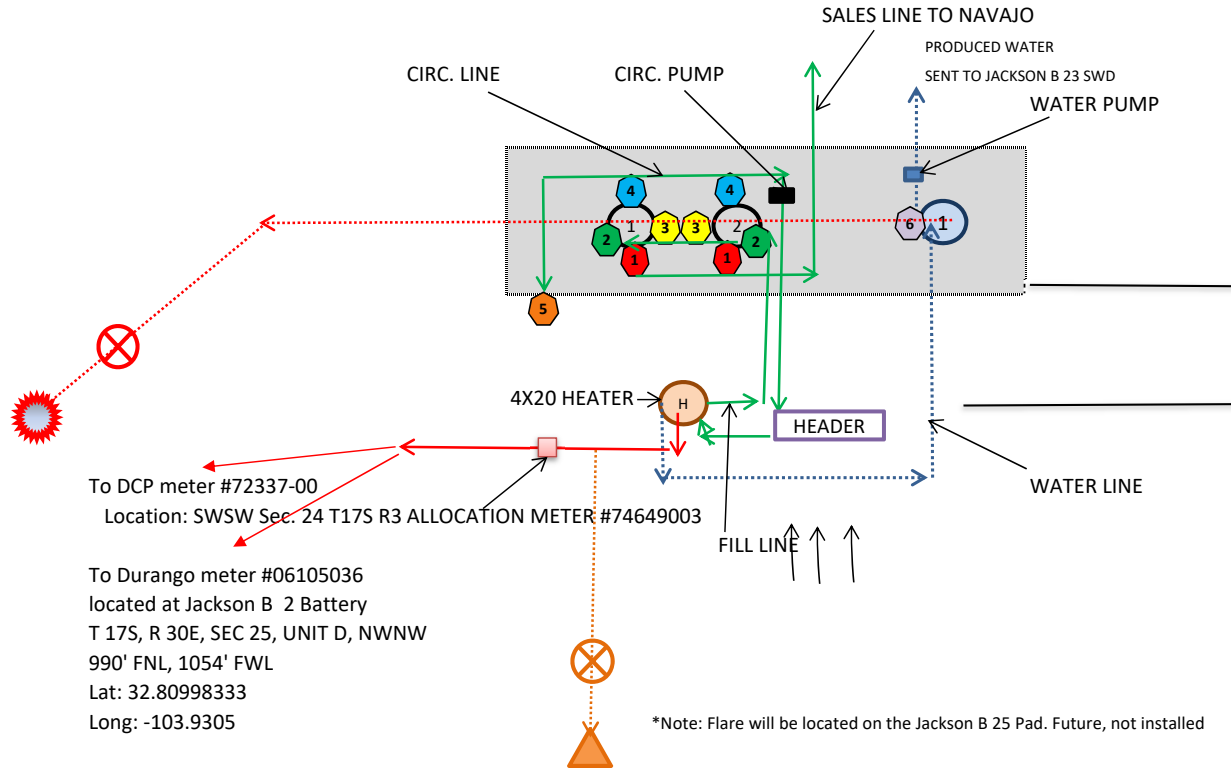 SALES LINE TO NAVAJO
PRODUCED WATER
SENT TO JACKSON B 23 SWD
CIRC. LINE
CIRC. PUMP
WATER PUMP
4
4
1
3
3
2
6
1
2
2
1
1
5
4X20 HEATER
H
HEADER
To DCP meter #72337-00
WATER LINE
Location: SWSW Sec. 24 T17S R3 ALLOCATION METER #74649003
FILL LINE
To Durango meter #06105036
located at Jackson B 2 Battery
T 17S, R 30E, SEC 25, UNIT D, NWNW
990' FNL, 1054' FWL
Lat: 32.80998333
Long: -103.9305
*Note: Flare will be located on the Jackson B 25 Pad. Future, not installed